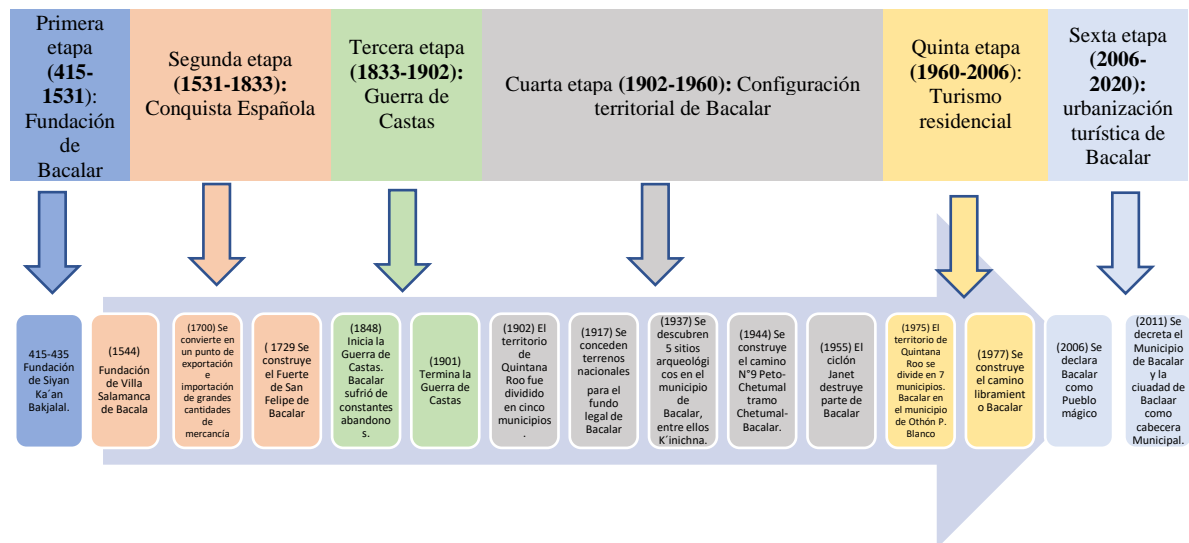 Primera
etapa
(415-
1531):
Fundación
de
Bacalar
Segunda etapa
(1531-1833):
Conquista Española
Tercera etapa
(1833-1902):
Guerra de
Castas
Cuarta etapa (1902-1960): Configuración
territorial de Bacalar
Quinta etapa
(1960-2006):
Turismo
residencial
Sexta etapa
(2006-
2020):
urbanización
turística de
Bacalar
415-435
Fundación
de Siyan
Ka´an
Bakjalal.
(1544)
Fundación
de Villa
Salamanca
de Bacala
(1700) Se
convierte en
un punto de
exportación
e
importación
de grandes
cantidades
de
mercancía
( 1729 Se
construye
el Fuerte
de San
Felipe de
Bacalar
(1848)
Inicia la
Guerra de
Castas. Bacalar
sufrió de
constantes
abandono
s.
(1901)
Termina la
Guerra de
Castas
(1902) El
territorio
de
Quintana
Roo fue
dividido en
cinco
municipios
.
(1917) Se
conceden
terrenos
nacionales
para el
fundo
legal de
Bacalar
(1937) Se
descubren
5 sitios
arqueológi
cos en el
municipio
de
Bacalar,
entre ellos
K´inichna.
(1944) Se
construye
el camino
N°9 Peto-
Chetumal
tramo
Chetumal-
Bacalar.
(1955) El
ciclón
Janet
destruye
parte de
Bacalar
(1975) El
territorio de
Quintana
Roo se
divide en 7
municipios.
Bacalar en
el municipio
de Othón P.
Blanco
(1977) Se
construye
el camino
libramient
o Bacalar
(2006) Se
declara
Bacalar
como
Pueblo
mágico
(2011) Se
decreta el
Municipio
de Bacalar
y la
ciuadad de
Baclaar
como
cabecera
Municipal.